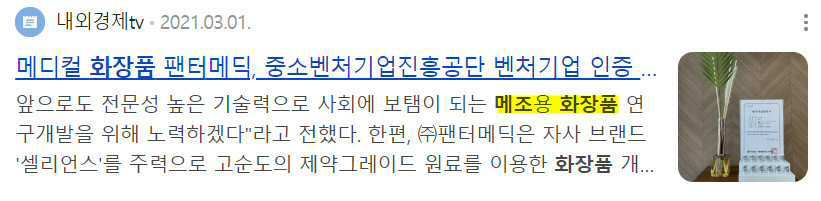 내외경제tv · 2021.03.01.
메디컬 화장품 팬터메딕, 중소벤처기업진흥공단 벤처기업 인증 ...
앞으로도 전문성 높은 기술력으로 사회에 보탬이 되는 메조용 화장품 연
구개발을 위해 노력하겠다"라고 전했다. 한편, ㈜팬터메딕은 자사 브랜드
'셀리언스'를 주력으로 고순도의 제약그레이드 원료를 이용한 화장품 개...